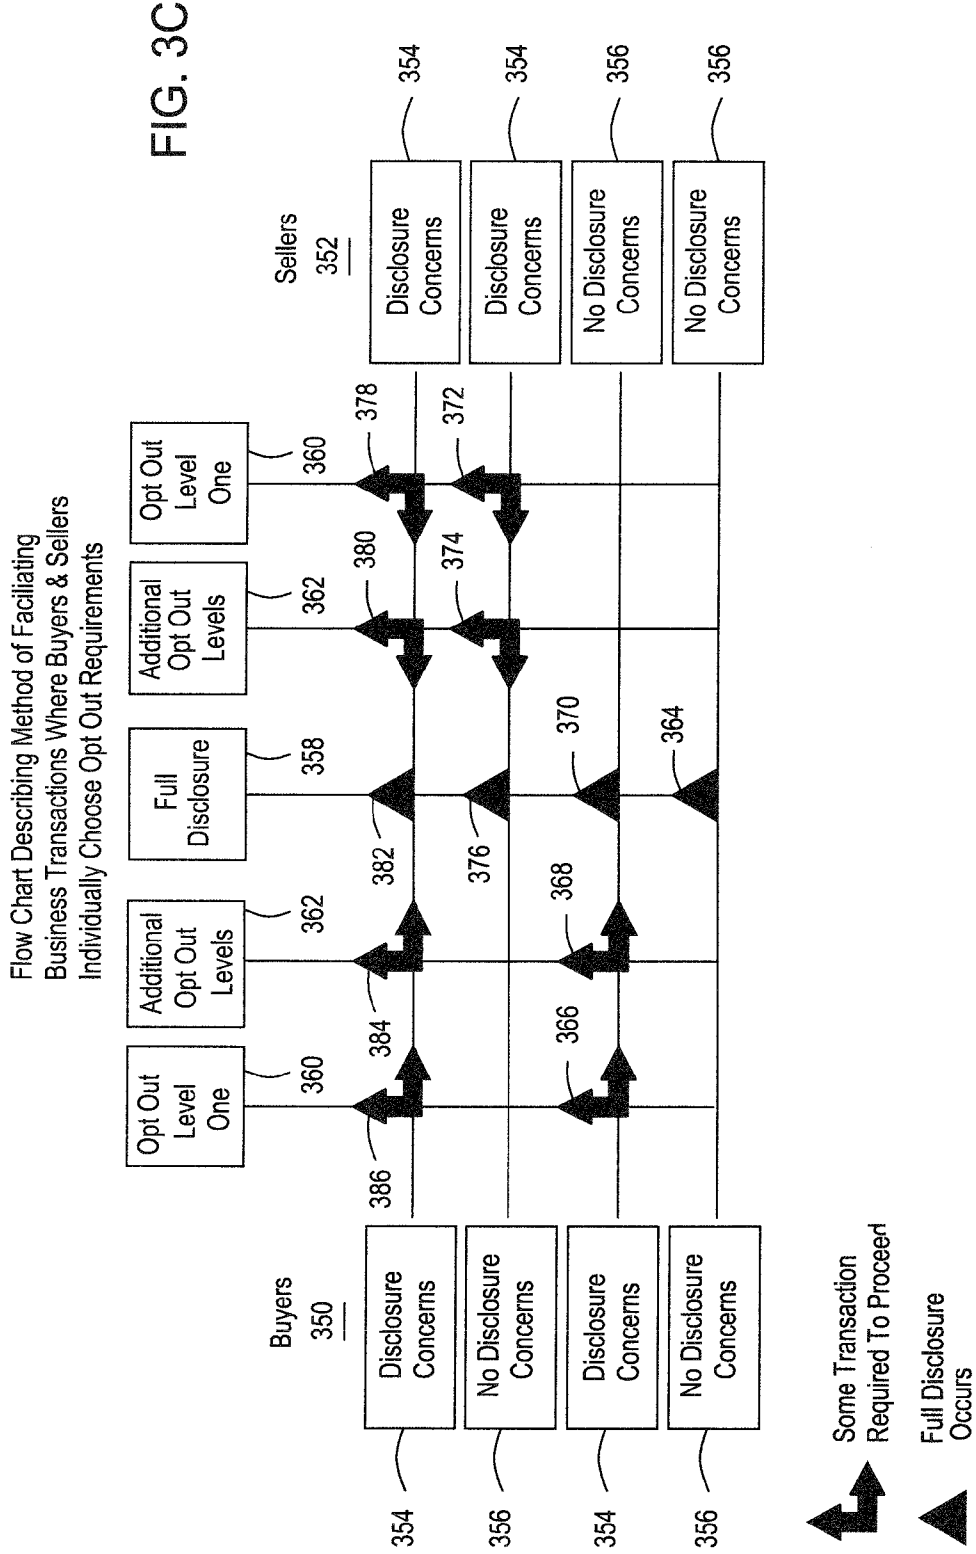 Flow Chart Describing Method of Faciliating
Business Transactions Where Buyers & Sellers
Individually Choose Opt Out Requirements
FIG. 3C
Opt Out
Level
One
360
Additional
Opt Out
Levels
362
Full
Disclosure
358
Additional
Opt Out
Levels
362
Opt Out
Level
One
360
Buyers
350
Sellers
352
354
Disclosure
Concerns
386
384
382
380
378
Disclosure
Concerns
354
356
No Disclosure
Concerns
376
374
372
Disclosure
Concerns
354
354
Disclosure
Concerns
366
368
370
No Disclosure
Concerns
356
356
No Disclosure
Concerns
364
No Disclosure
Concerns
356
Some Transaction
Required To Proceed
Full Disclosure
Occurs